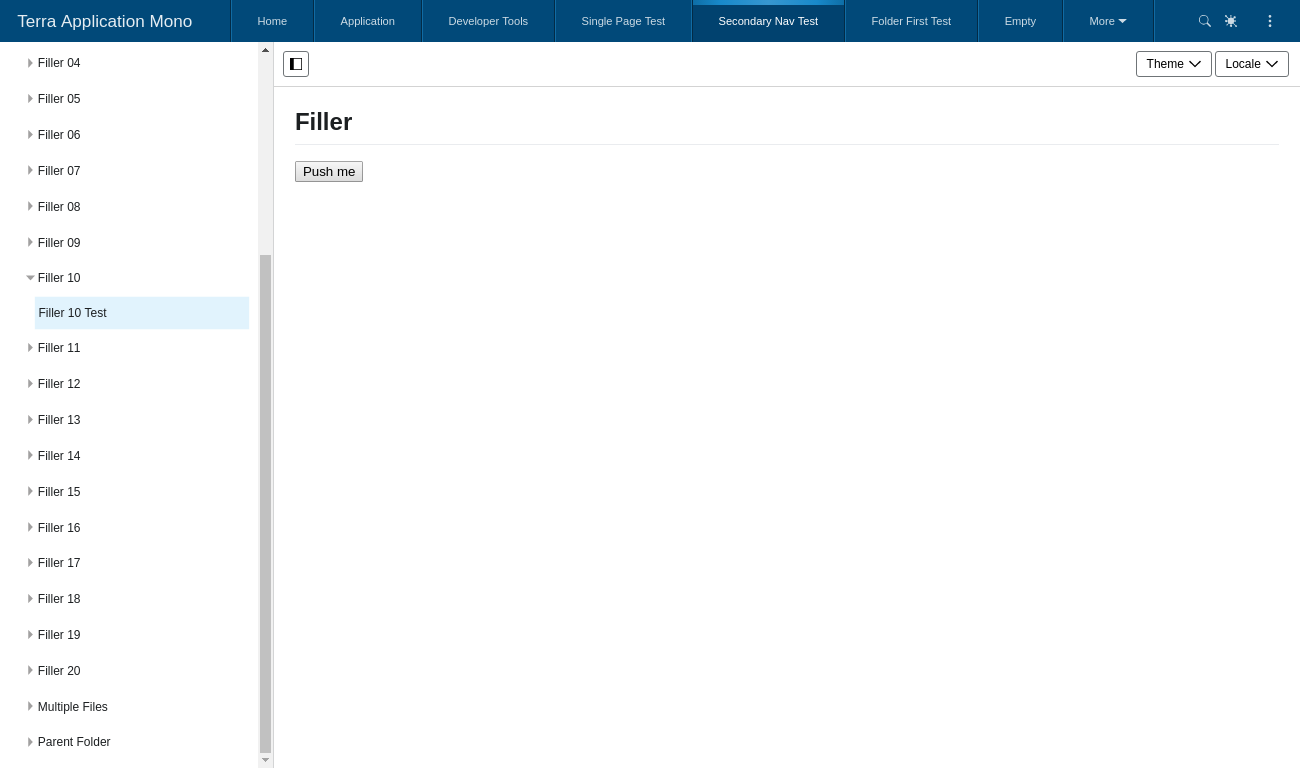 Terra Application Mono
Home
Application
Developer Tools
Single Page Test
Secondary Nav Test
Folder First Test
Empty
More
Filler 04
Filler 05
Filler 06
Filler 07
Filler 08
Filler 09
Filler 10
Filler 10 Test
Filler 11
Filler 12
Filler 13
Filler 14
Filler 15
Filler 16
Filler 17
Filler 18
Filler 19
Filler 20
Multiple Files
Parent Folder
Theme
Locale
Filler
Push me